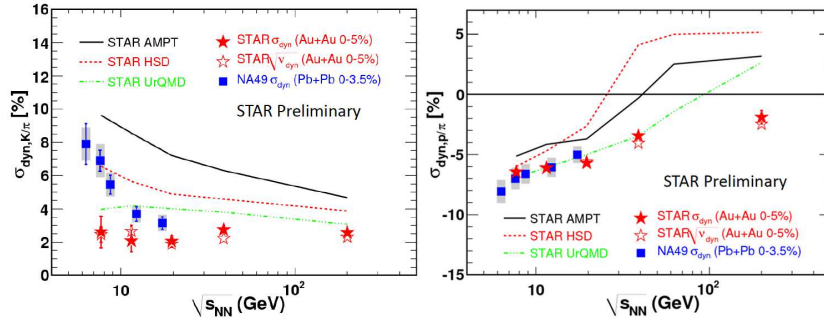 16
14
12
10
8
6
4
2
0
σdyn,K/π [%]
STAR AMPT
STAR HSD
STAR UrQMD
STAR σdyn (Au+Au 0-5%)
STAR √νdyn (Au+Au 0-5%)
NA49 σdyn (Pb+Pb 0-3.5%)
STAR Preliminary
10 10²
√sNN (GeV)
5
0
-5
-10
-15
σdyn,p/π [%]
STAR Preliminary
STAR AMPT
STAR HSD
STAR UrQMD
STAR σdyn (Au+Au 0-5%)
STAR √νdyn (Au+Au 0-5%)
NA49 σdyn (Pb+Pb 0-3.5%)
10 10²
√sNN (GeV)